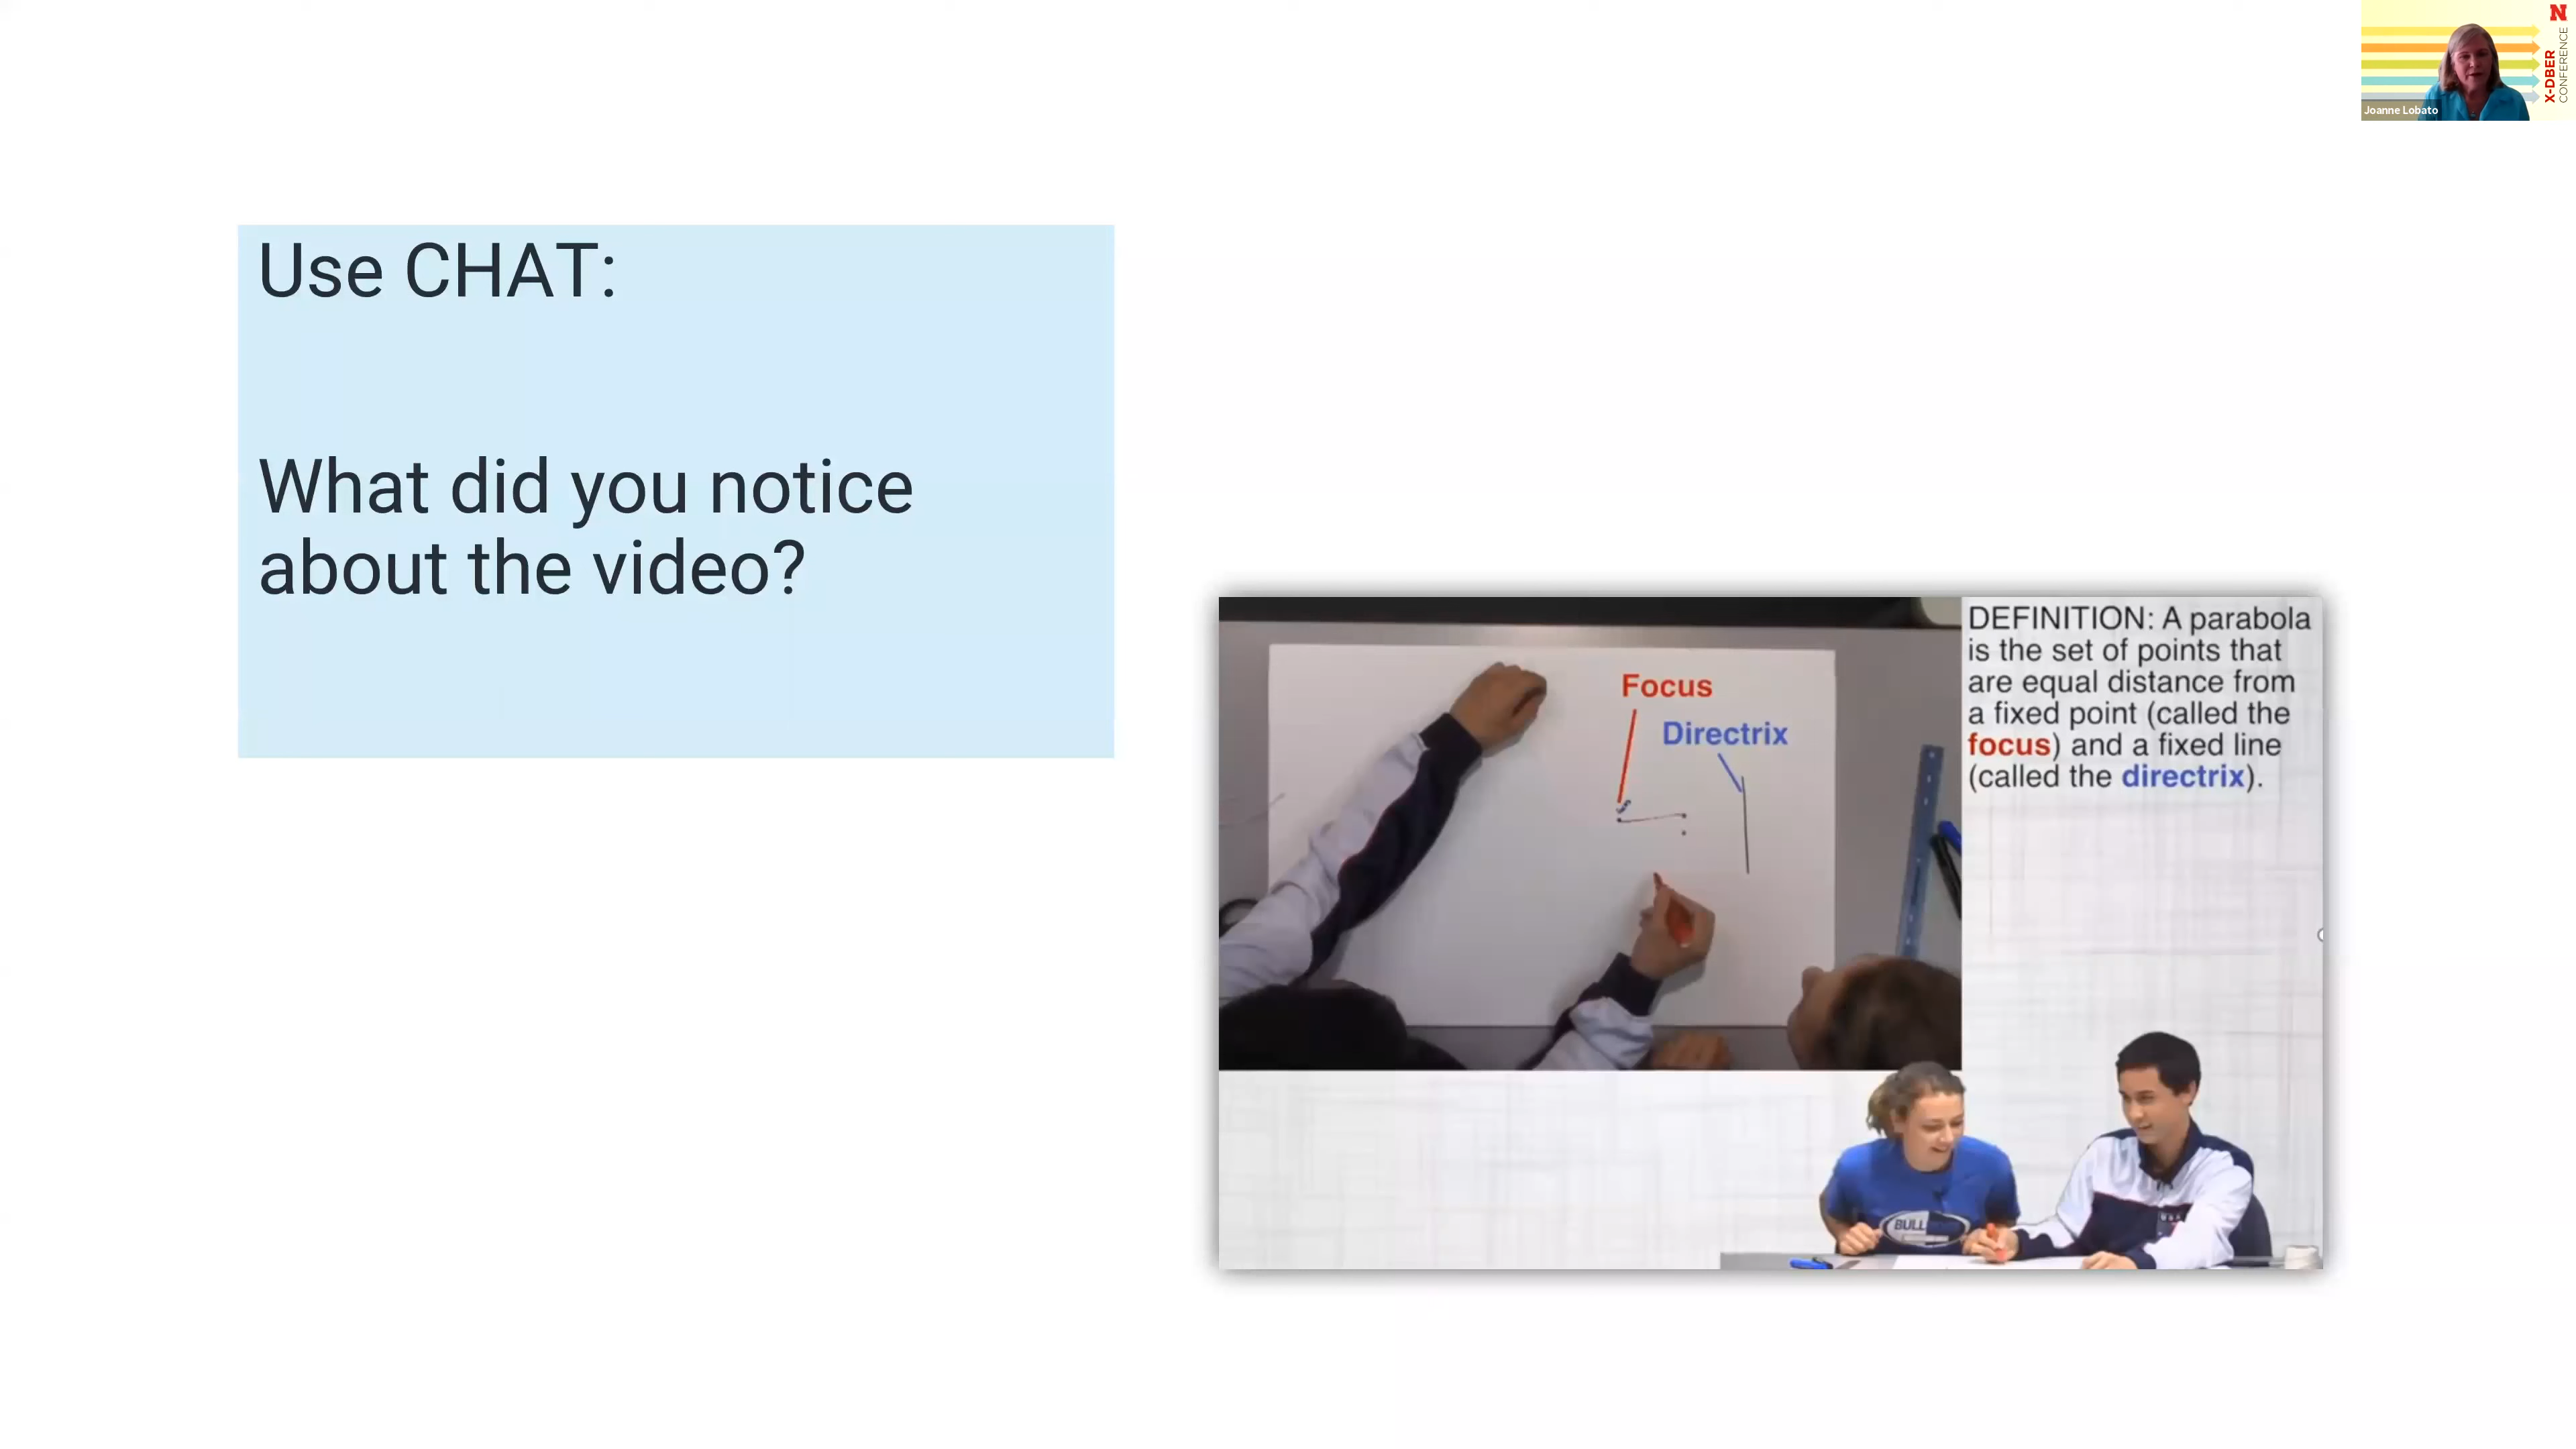 N
X-DBER
CONFERENCE
Joanne Lobato
Use CHAT:
What did you notice
about the video?
Focus
Directrix
DEFINITION: A parabola
is the set of points that
are equal distance from
a fixed point (called the
focus) and a fixed line
(called the directrix).
BULL